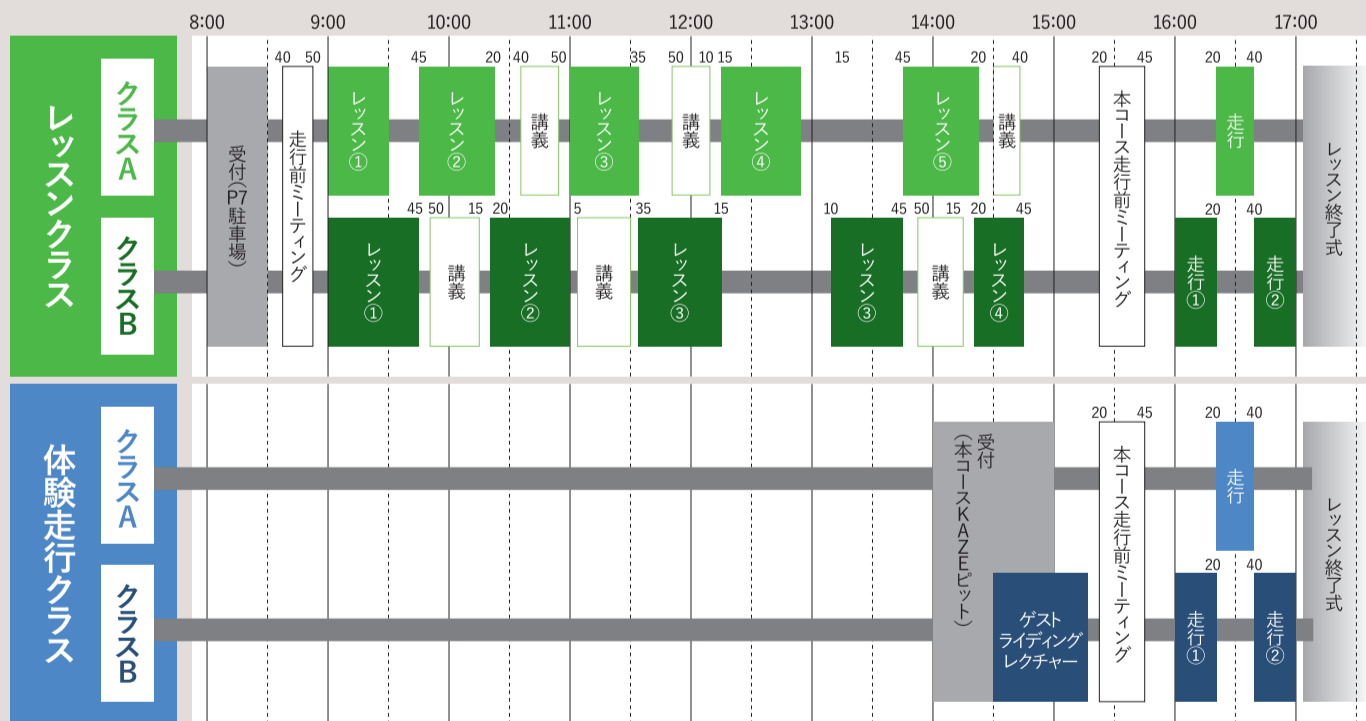 8:00 9:00 10:00 11:00 12:00 13:00 14:00 15:00 16:00 17:00
レッスンクラス
クラスA
40 50 45 20 40 50 35 50 10 15 15 45 20 40 20 45 20 40
受付(P7駐車場)
走行前ミーティング
レッスン①
レッスン②
講義
レッスン③
講義
レッスン④
レッスン⑤
講義
本コース走行前ミーティング
走行
レッスン終了式
クラスB
45 50 15 20 5 35 15 10 45 50 15 20 45 20 40
レッスン①
講義
レッスン②
講義
レッスン③
レッスン③
講義
レッスン④
走行①
走行②
体験走行クラス
クラスA
20 45 20 40
受付
(本コースKAZEピット)
本コース走行前ミーティング
走行
レッスン終了式
クラスB
20 40
ゲスト
ライディング
レクチャー
走行①
走行②